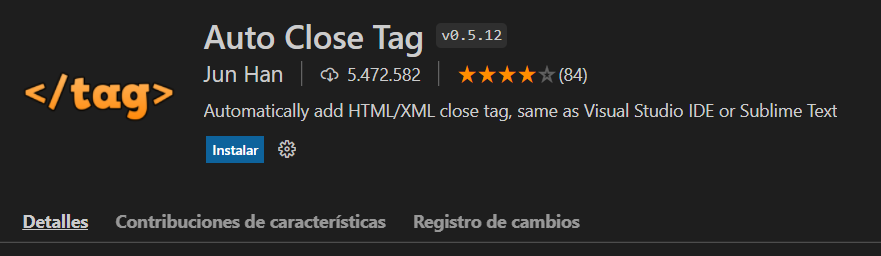 Auto Close Tag v0.5.12
</tag>
Jun Han 5.472.582 (84)
Automatically add HTML/XML close tag, same as Visual Studio IDE or Sublime Text
Instalar
Detalles Contribuciones de características Registro de cambios